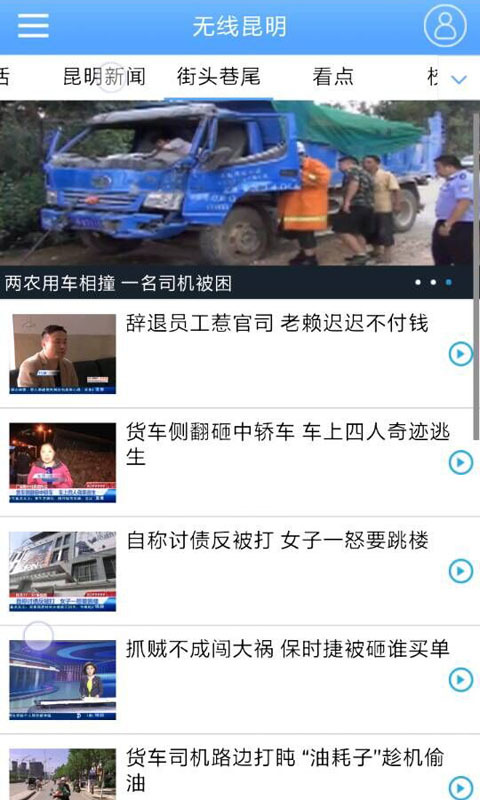 无线昆明
昆明新闻
街头巷尾
看点
两农用车相撞 一名司机被困
辞退员工惹官司 老赖迟迟不付钱
货车侧翻砸中轿车 车上四人奇迹逃
生
自称讨债反被打 女子一怒要跳楼
抓贼不成闯大祸 保时捷被砸谁买单
货车司机路边打盹 “油耗子”趁机偷
油